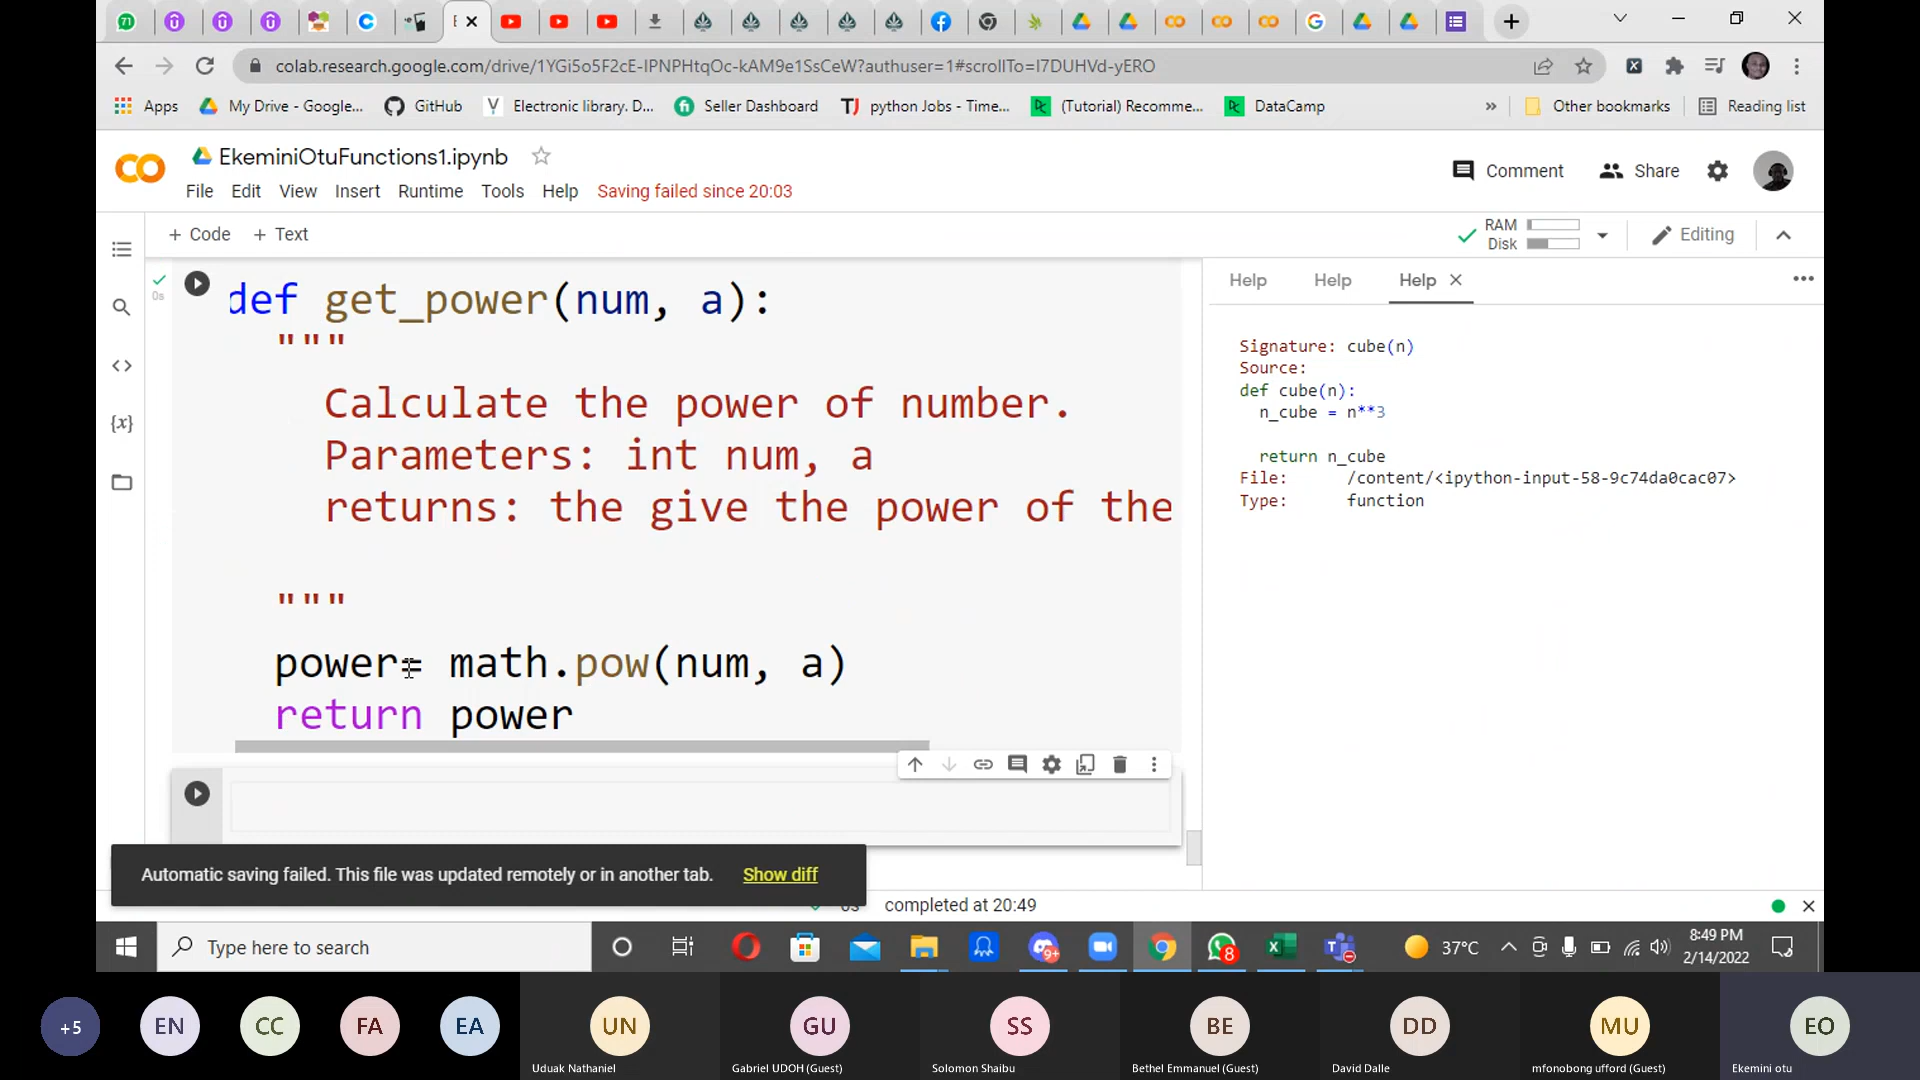 71
colab.research.google.com/drive/1YGi5o5F2cE-IPNPHtqOc-kAM9e1SsCeW?authuser=1#scrollTo=I7DUHVd-yERO
Apps
My Drive - Google...
GitHub
Electronic library. D...
Seller Dashboard
python Jobs - Time...
(Tutorial) Recomme...
DataCamp
»
Other bookmarks
Reading list
CO
EkeminiOtuFunctions1.ipynb
Comment
Share
File Edit View Insert Runtime Tools Help Saving failed since 20:03
+ Code + Text
RAM
Disk
Editing
0s
def get_power(num, a):
"""
Calculate the power of number.
Parameters: int num, a
returns: the give the power of the
"""
power= math.pow(num, a)
return power
Help Help Help
Signature: cube(n)
Source:
def cube(n):
n_cube = n**3
return n_cube
File: /content/<ipython-input-58-9c74da0cac07>
Type: function
{x}
Automatic saving failed. This file was updated remotely or in another tab. Show diff
0s completed at 20:49
Type here to search
9+
8
37°C
8:49 PM
2/14/2022
+5
EN
CC
FA
EA
UN
Uduak Nathaniel
GU
Gabriel UDOH (Guest)
SS
Solomon Shaibu
BE
Bethel Emmanuel (Guest)
DD
David Dalle
MU
mfonobong ufford (Guest)
EO
Ekemini otu